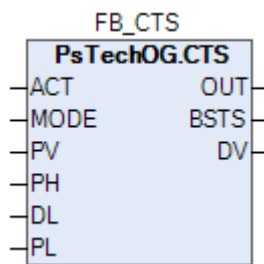 FB_CTS
PsTechOG.CTS
ACT OUT
MODE BSTS
PV DV
PH
DL
PL